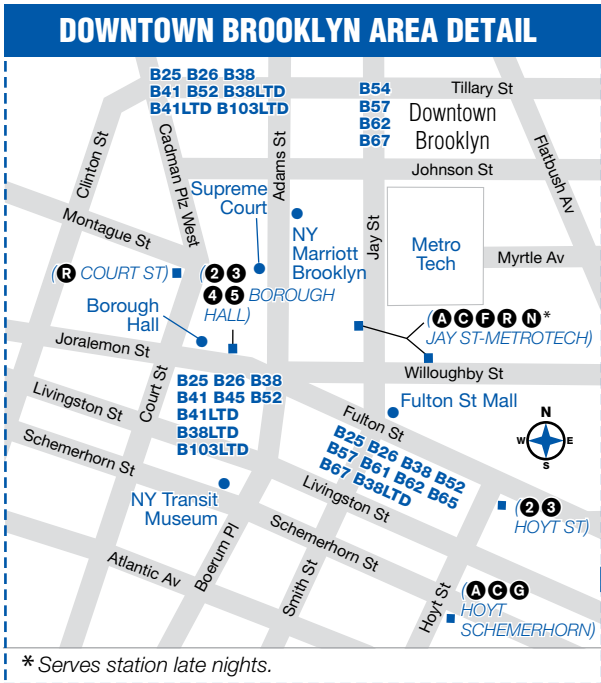 DOWNTOWN BROOKLYN AREA DETAIL
B25 B26 B38
B41 B52 B38LTD
B41LTD B103LTD
B54
B57
B62
B67
Tillary St
Downtown
Brooklyn
Clinton St
Cadman Plz West
Adams St
Flatbush Av
Johnson St
Supreme
Court
Montague St
NY
Marriott
Brooklyn
Jay St
Metro
Tech
Myrtle Av
(R COURT ST)
(2 3
4 5 BOROUGH
HALL)
Borough
Hall
(A C F R N*
JAY ST-METROTECH)
Joralemon St
Willoughby St
Court St
B25 B26 B38
B41 B45 B52
B41LTD
B38LTD
B103LTD
Livingston St
Fulton St
Fulton St Mall
N
W E
S
B25 B26 B38 B52
B57 B61 B62 B65
B67 B38LTD
Schemerhorn St
NY Transit
Museum
Livingston St
(2 3
HOYT ST)
Schemerhorn St
Atlantic Av
Boerum Pl
Smith St
Hoyt St
(A C G
HOYT
SCHEMERHORN)
* Serves station late nights.